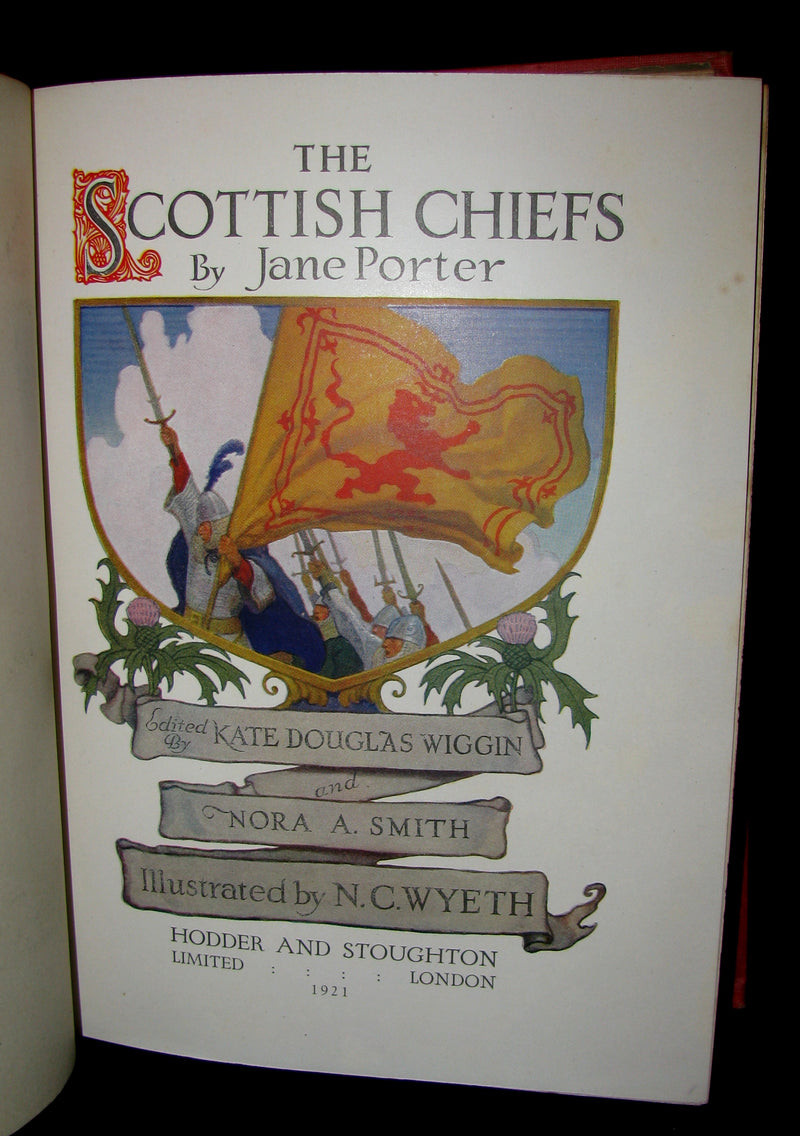 THE
SCOTTISH CHIEFS
By Jane Porter
Edited By KATE DOUGLAS WIGGIN
and
NORA A. SMITH
Illustrated by N.C.WYETH
HODDER AND STOUGHTON
LIMITED : : : : LONDON
1921